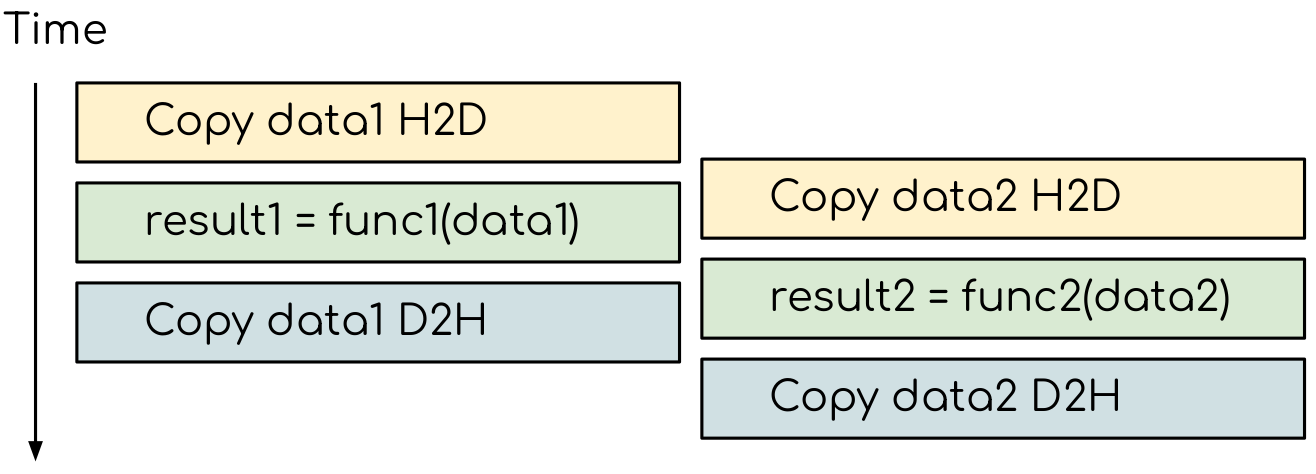 Time
Copy data1 H2D
result1 = func1(data1)
Copy data1 D2H
Copy data2 H2D
result2 = func2(data2)
Copy data2 D2H